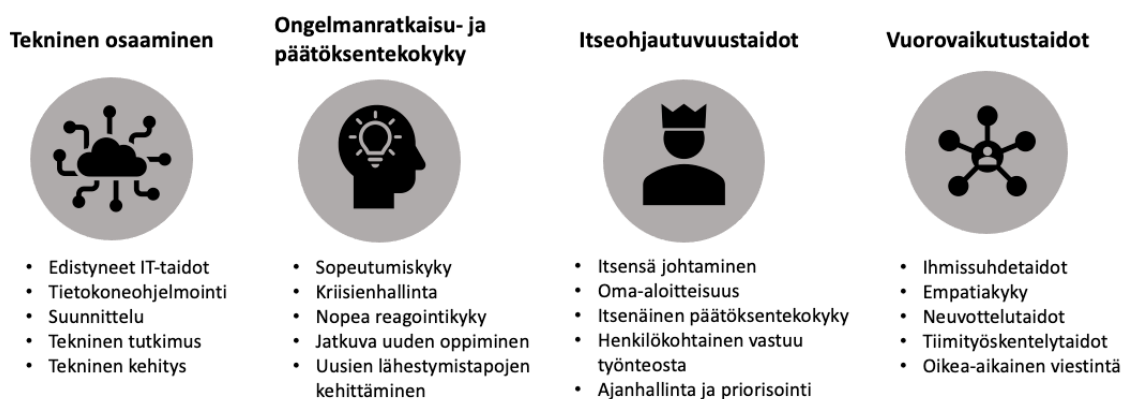 Tekninen osaaminen
• Edistyneet IT-taidot
• Tietokoneohjelmointi
• Suunnittelu
• Tekninen tutkimus
• Tekninen kehitys
Ongelmanratkaisu- ja
päätöksentekokyky
• Sopeutumiskyky
• Kriisienhallinta
• Nopea reagointikyky
• Jatkuva uuden oppiminen
• Uusien lähestymistapojen
kehittäminen
Itseohjautuvuustaidot
• Itsensä johtaminen
• Oma-aloitteisuus
• Itsenäinen päätöksentekokyky
• Henkilökohtainen vastuu
työnteosta
• Ajanhallinta ja priorisointi
Vuorovaikutustaidot
• Ihmissuhdetaidot
• Empatiakyky
• Neuvottelutaidot
• Tiimityöskentelytaidot
• Oikea-aikainen viestintä